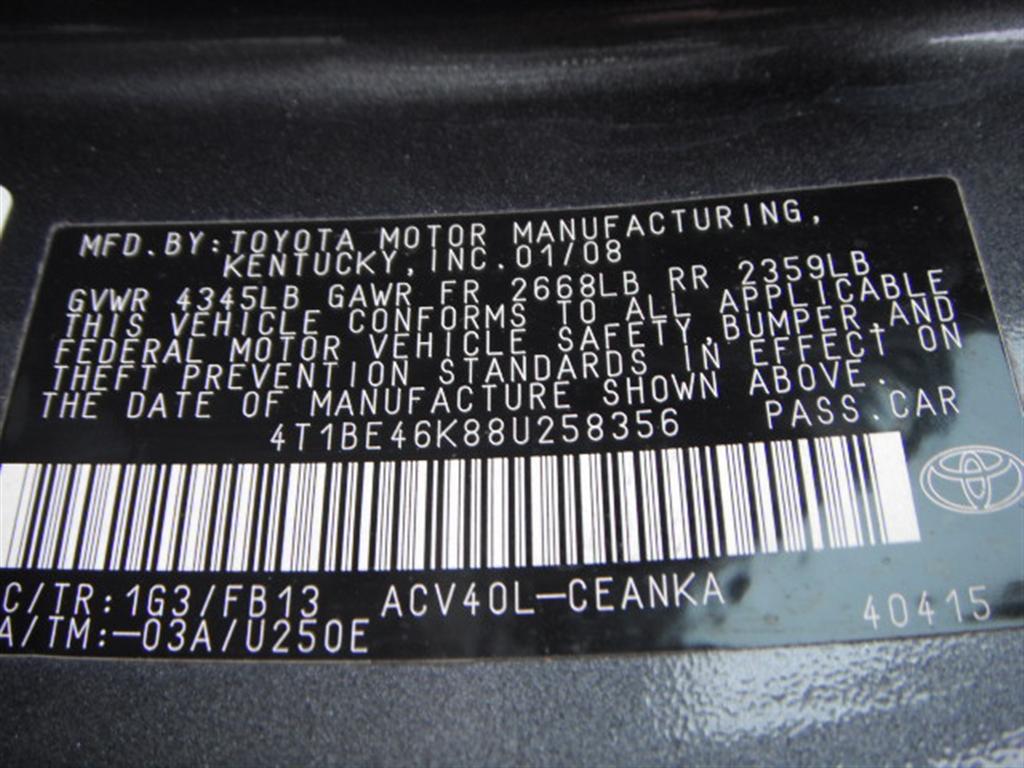 MFD.BY:TOYOTA MOTOR MANUFACTURING,
KENTUCKY,INC.01/08
GVWR 4345LB GAWR FR 2668LB RR 2359LB
THIS VEHICLE CONFORMS TO ALL APPLICABLE
FEDERAL MOTOR VEHICLE SAFETY,BUMPER,AND
THEFT PREVENTION STANDARDS IN EFFECT ON
THE DATE OF MANUFACTURE SHOWN ABOVE.
4T1BE46K88U258356 PASS.CAR
C/TR:1G3/FB13 ACV40L-CEANKA 40415
A/TM:-03A/U250E